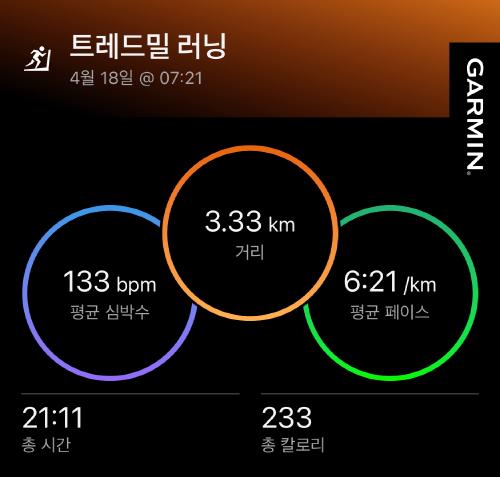 트레드밀 러닝
4월 18일 @ 07:21
GARMIN
3.33 km
거리
133 bpm
평균 심박수
6:21 /km
평균 페이스
21:11
총 시간
233
총 칼로리